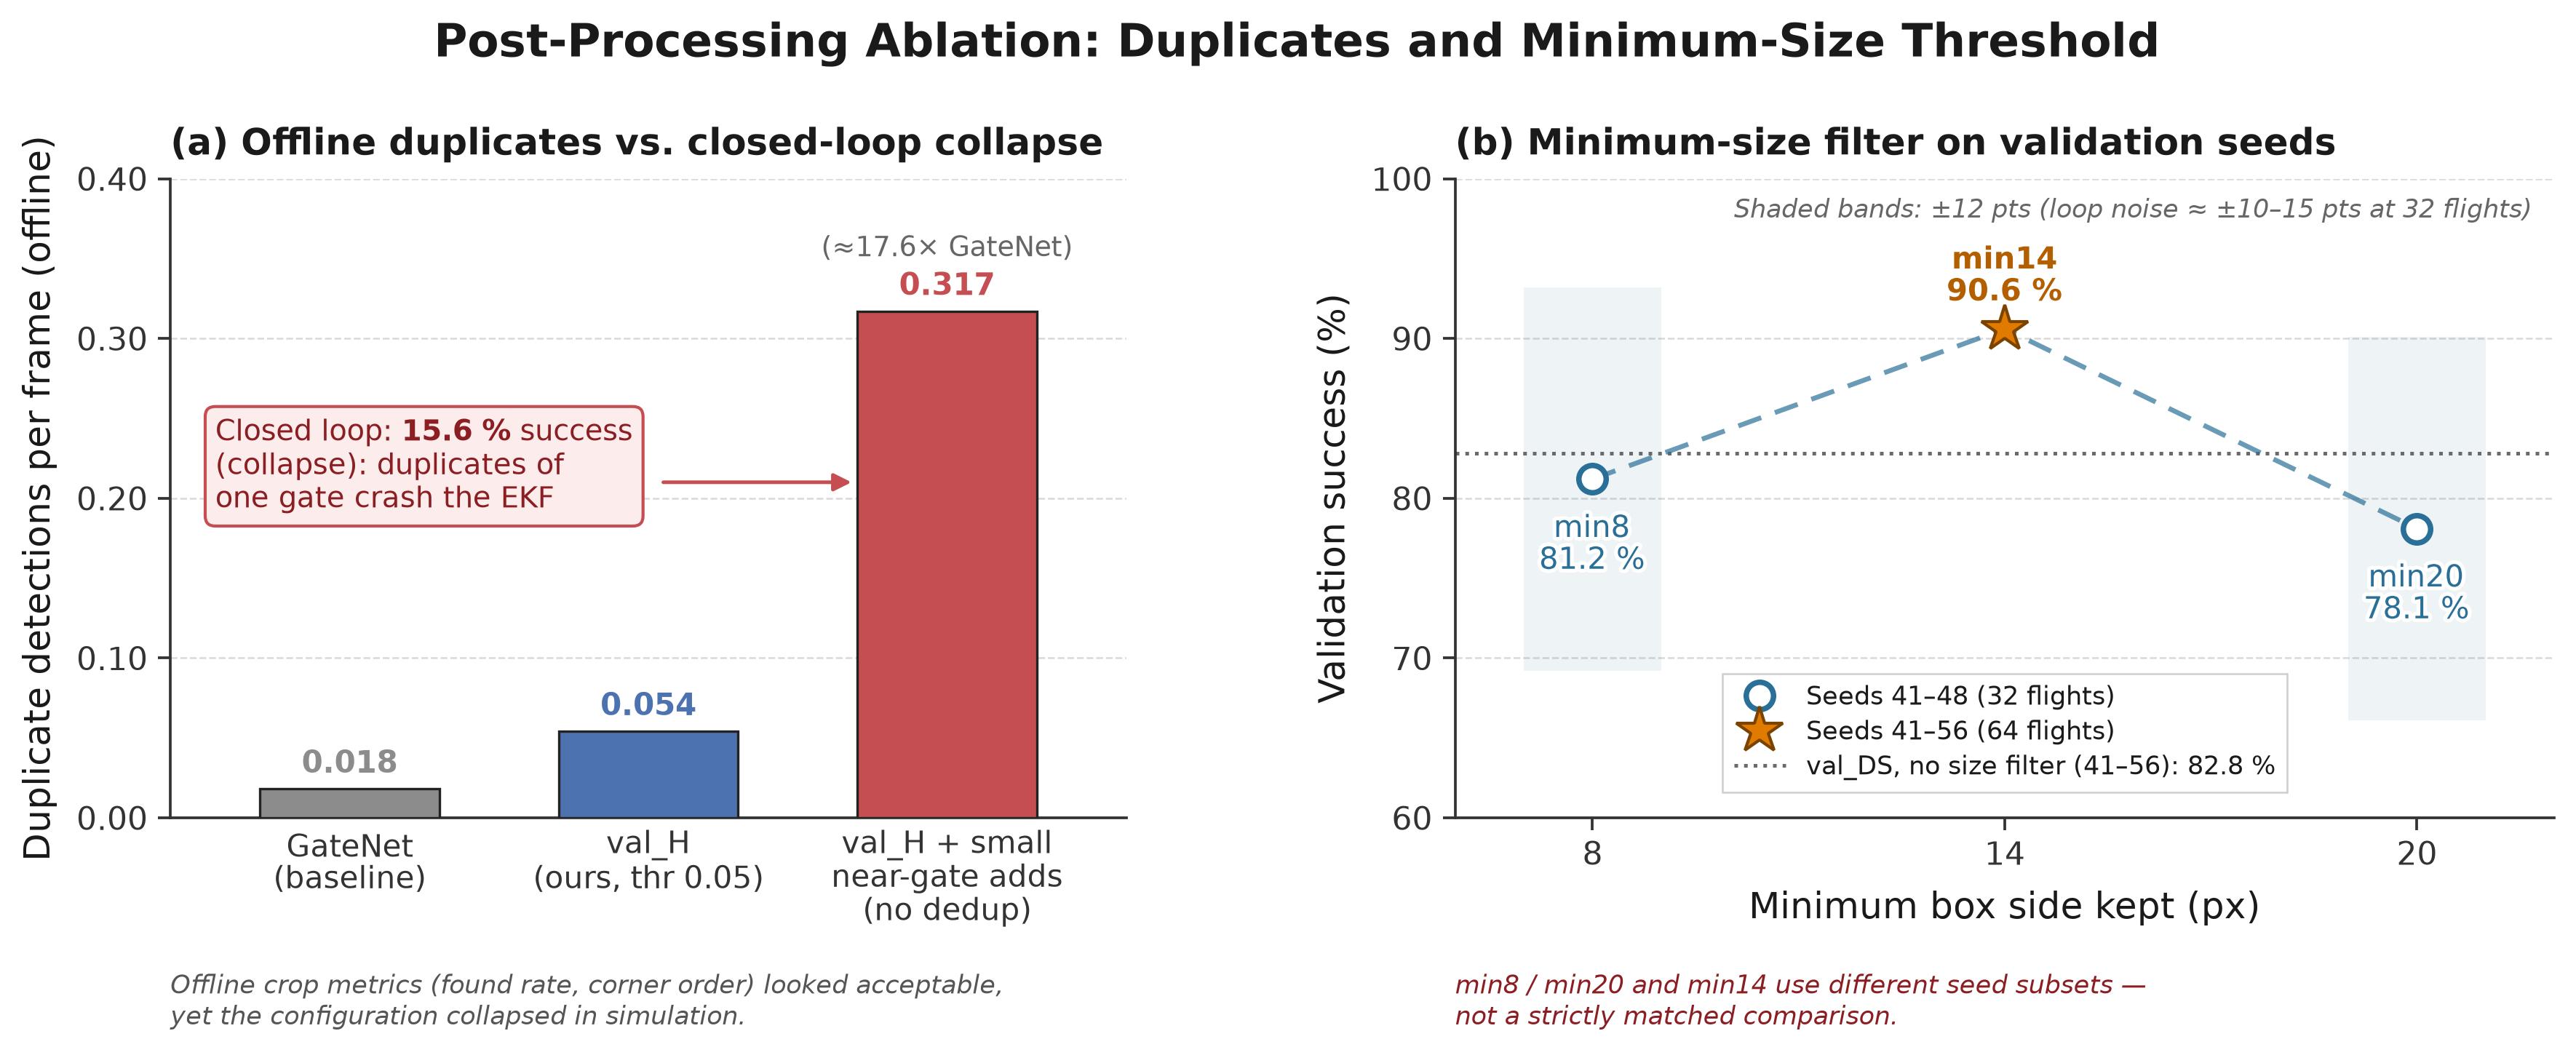 Post-Processing Ablation: Duplicates and Minimum-Size Threshold
(a) Offline duplicates vs. closed-loop collapse
Duplicate detections per frame (offline)
0.40
0.30
0.20
0.10
0.00
(≈17.6× GateNet)
0.317
0.054
0.018
Closed loop: 15.6 % success
(collapse): duplicates of
one gate crash the EKF
GateNet
(baseline)
val_H
(ours, thr 0.05)
val_H + small
near-gate adds
(no dedup)
Offline crop metrics (found rate, corner order) looked acceptable,
yet the configuration collapsed in simulation.
(b) Minimum-size filter on validation seeds
Validation success (%)
100
90
80
70
60
Shaded bands: ±12 pts (loop noise ≈ ±10–15 pts at 32 flights)
min14
90.6 %
min8
81.2 %
min20
78.1 %
Seeds 41–48 (32 flights)
Seeds 41–56 (64 flights)
val_DS, no size filter (41–56): 82.8 %
8
14
20
Minimum box side kept (px)
min8 / min20 and min14 use different seed subsets —
not a strictly matched comparison.